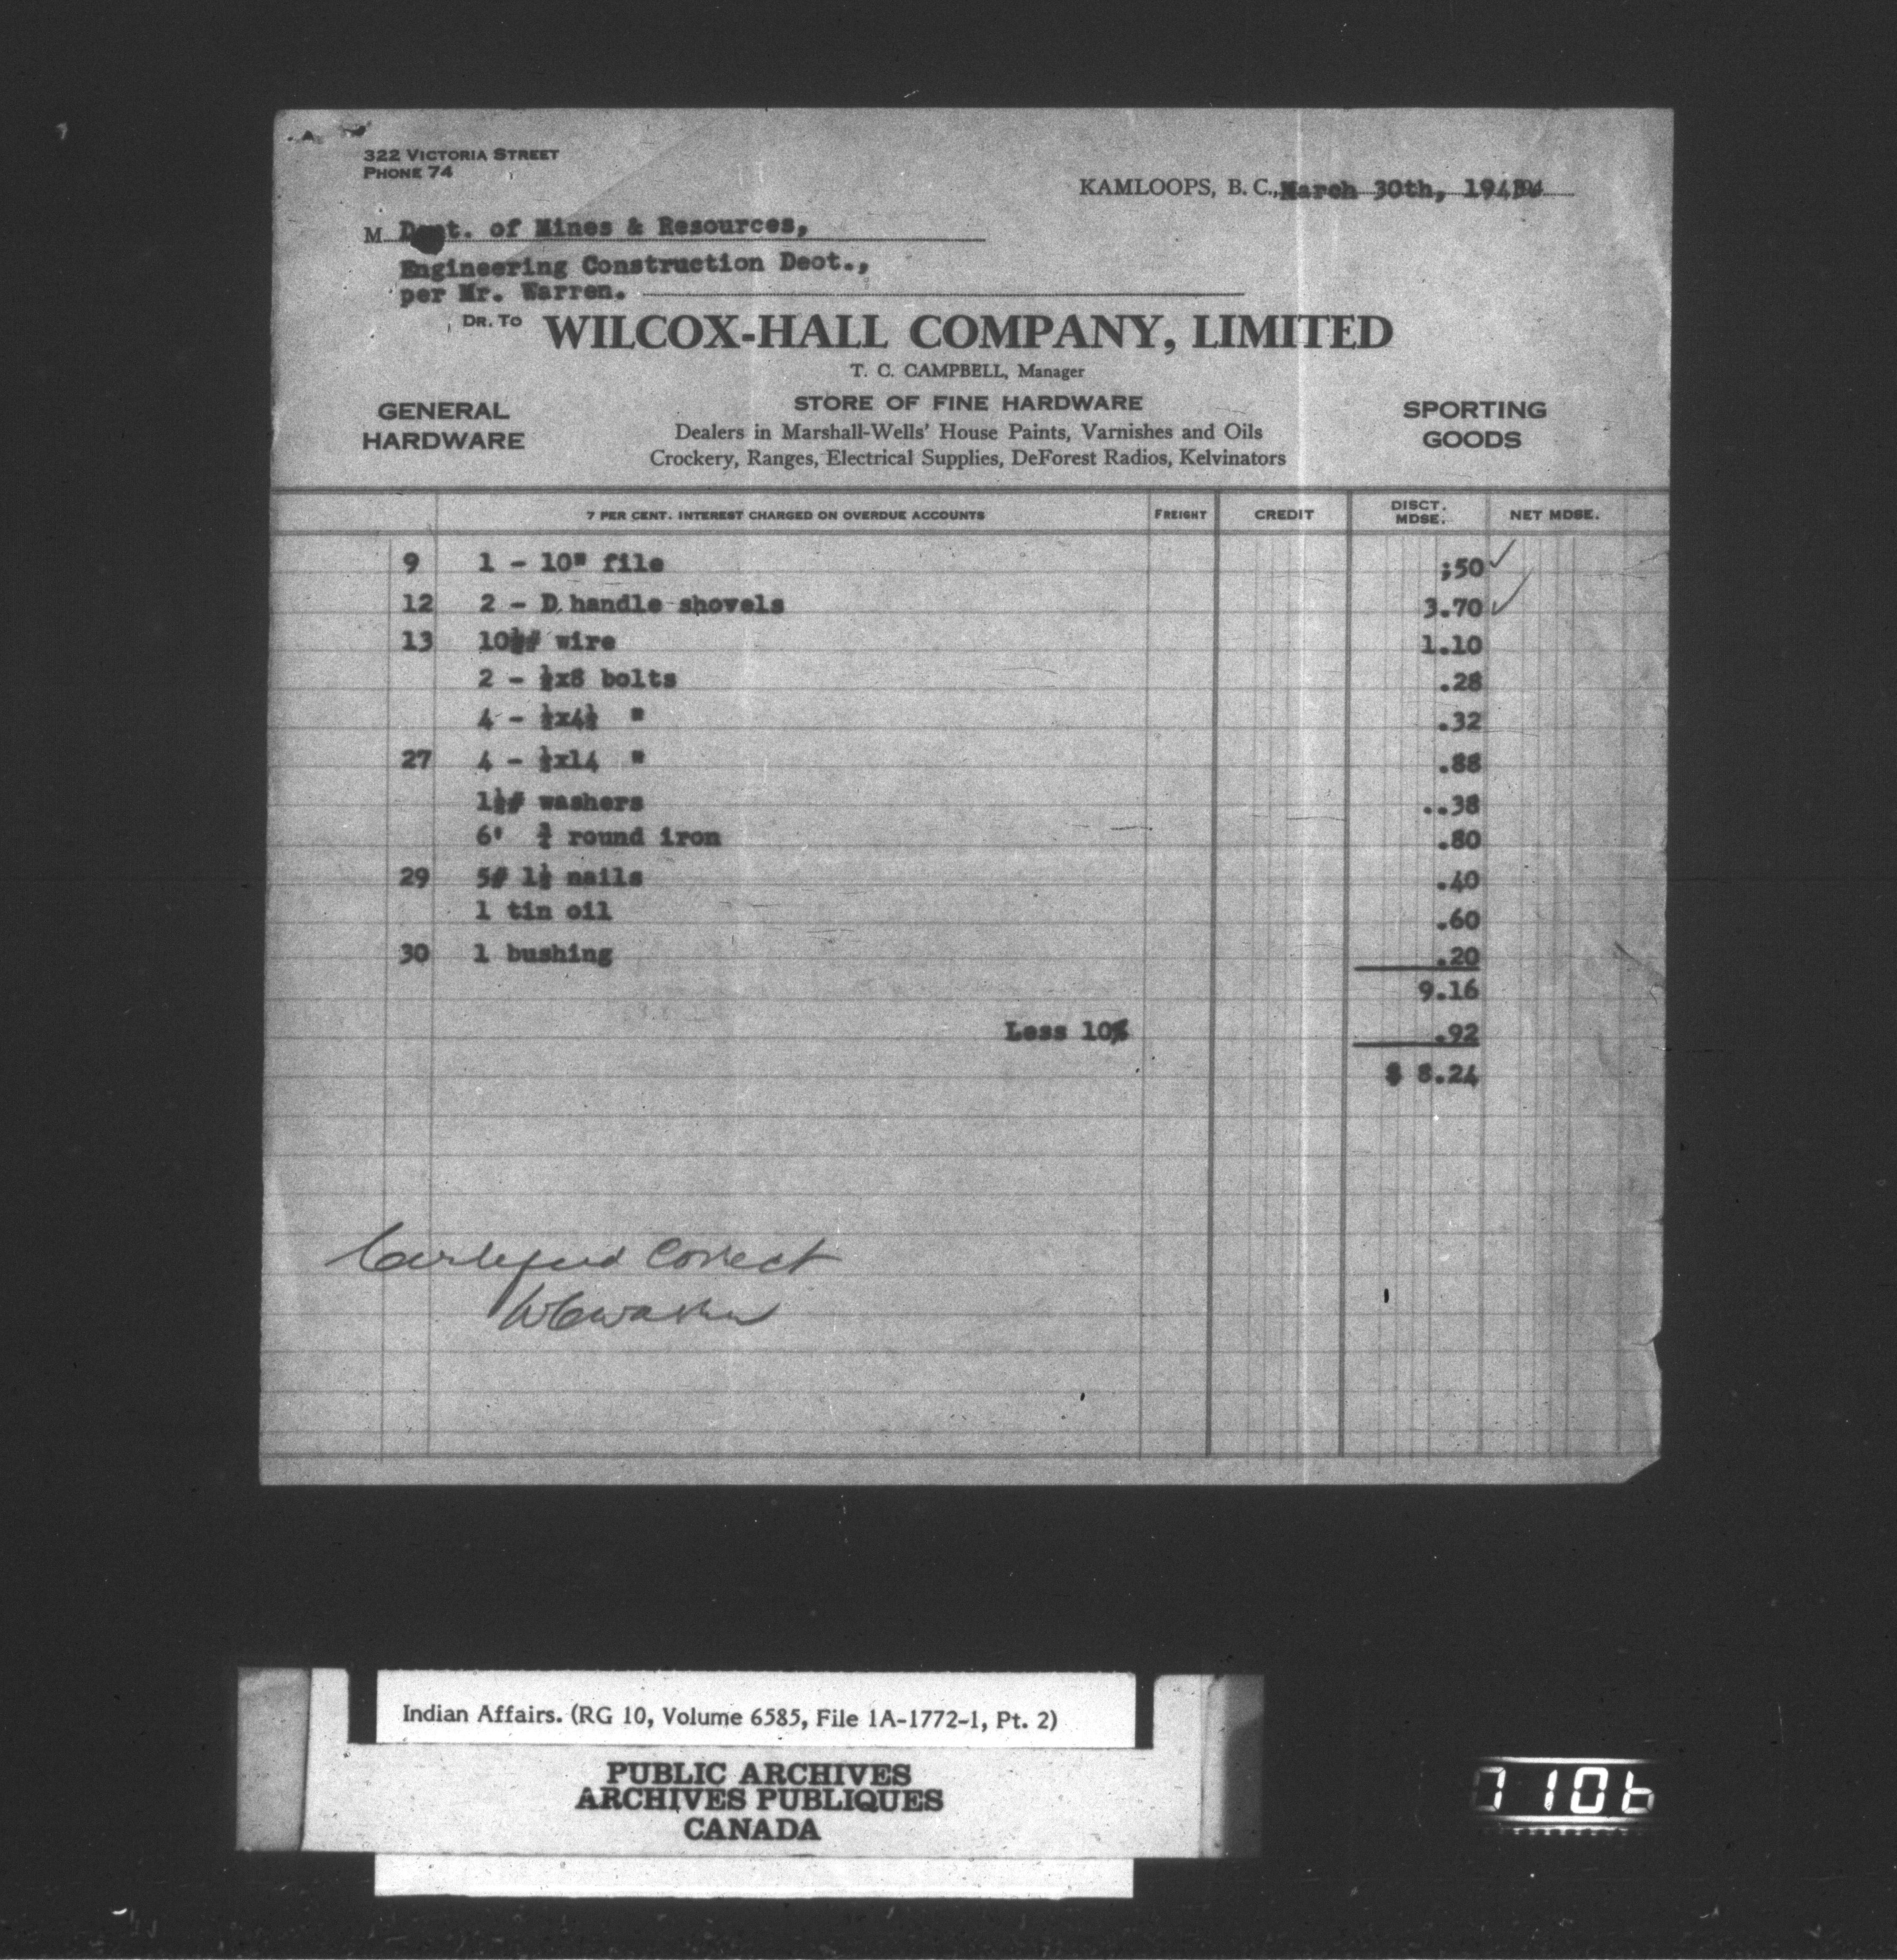 322 VICTORIA STREET
PHONE 74
KAMLOOPS, B. C., March 30th,
M Dept. of Mines & Resources,
Engineering Construction Deot.,
per Mr. Warren.
DR. TO WILCOX-HALL COMPANY, LIMITED
T. C. CAMPBELL, Manager
GENERAL HARDWARE
STORE OF FINE HARDWARE
SPORTING GOODS
Dealers in Marshall-Wells' House Paints, Varnishes and Oils
Crockery, Ranges, Electrical Supplies, DeForest Radios, Kelvinators
7 PER CENT. INTEREST CHARGED ON OVERDUE ACCOUNTS FREIGHT CREDIT DISCT. MDSE. NET MDSE.
9 1 - 10" file ;50
12 2 - D handle shovels 3.70
13 10½# wire 1.10
2 - ½x8 bolts .28
4 - ½x4½ " .32
27 4 - ½x14 " .88
1½# washers ..38
6' ¾ round iron .80
29 5# 1½ nails .40
1 tin oil .60
30 1 bushing .20
9.16
Less 10% .92
$ 8.24
Correct
Indian Affairs. (RG 10, Volume 6585, File 1A-1772-1, Pt. 2)
PUBLIC ARCHIVES
ARCHIVES PUBLIQUES
CANADA